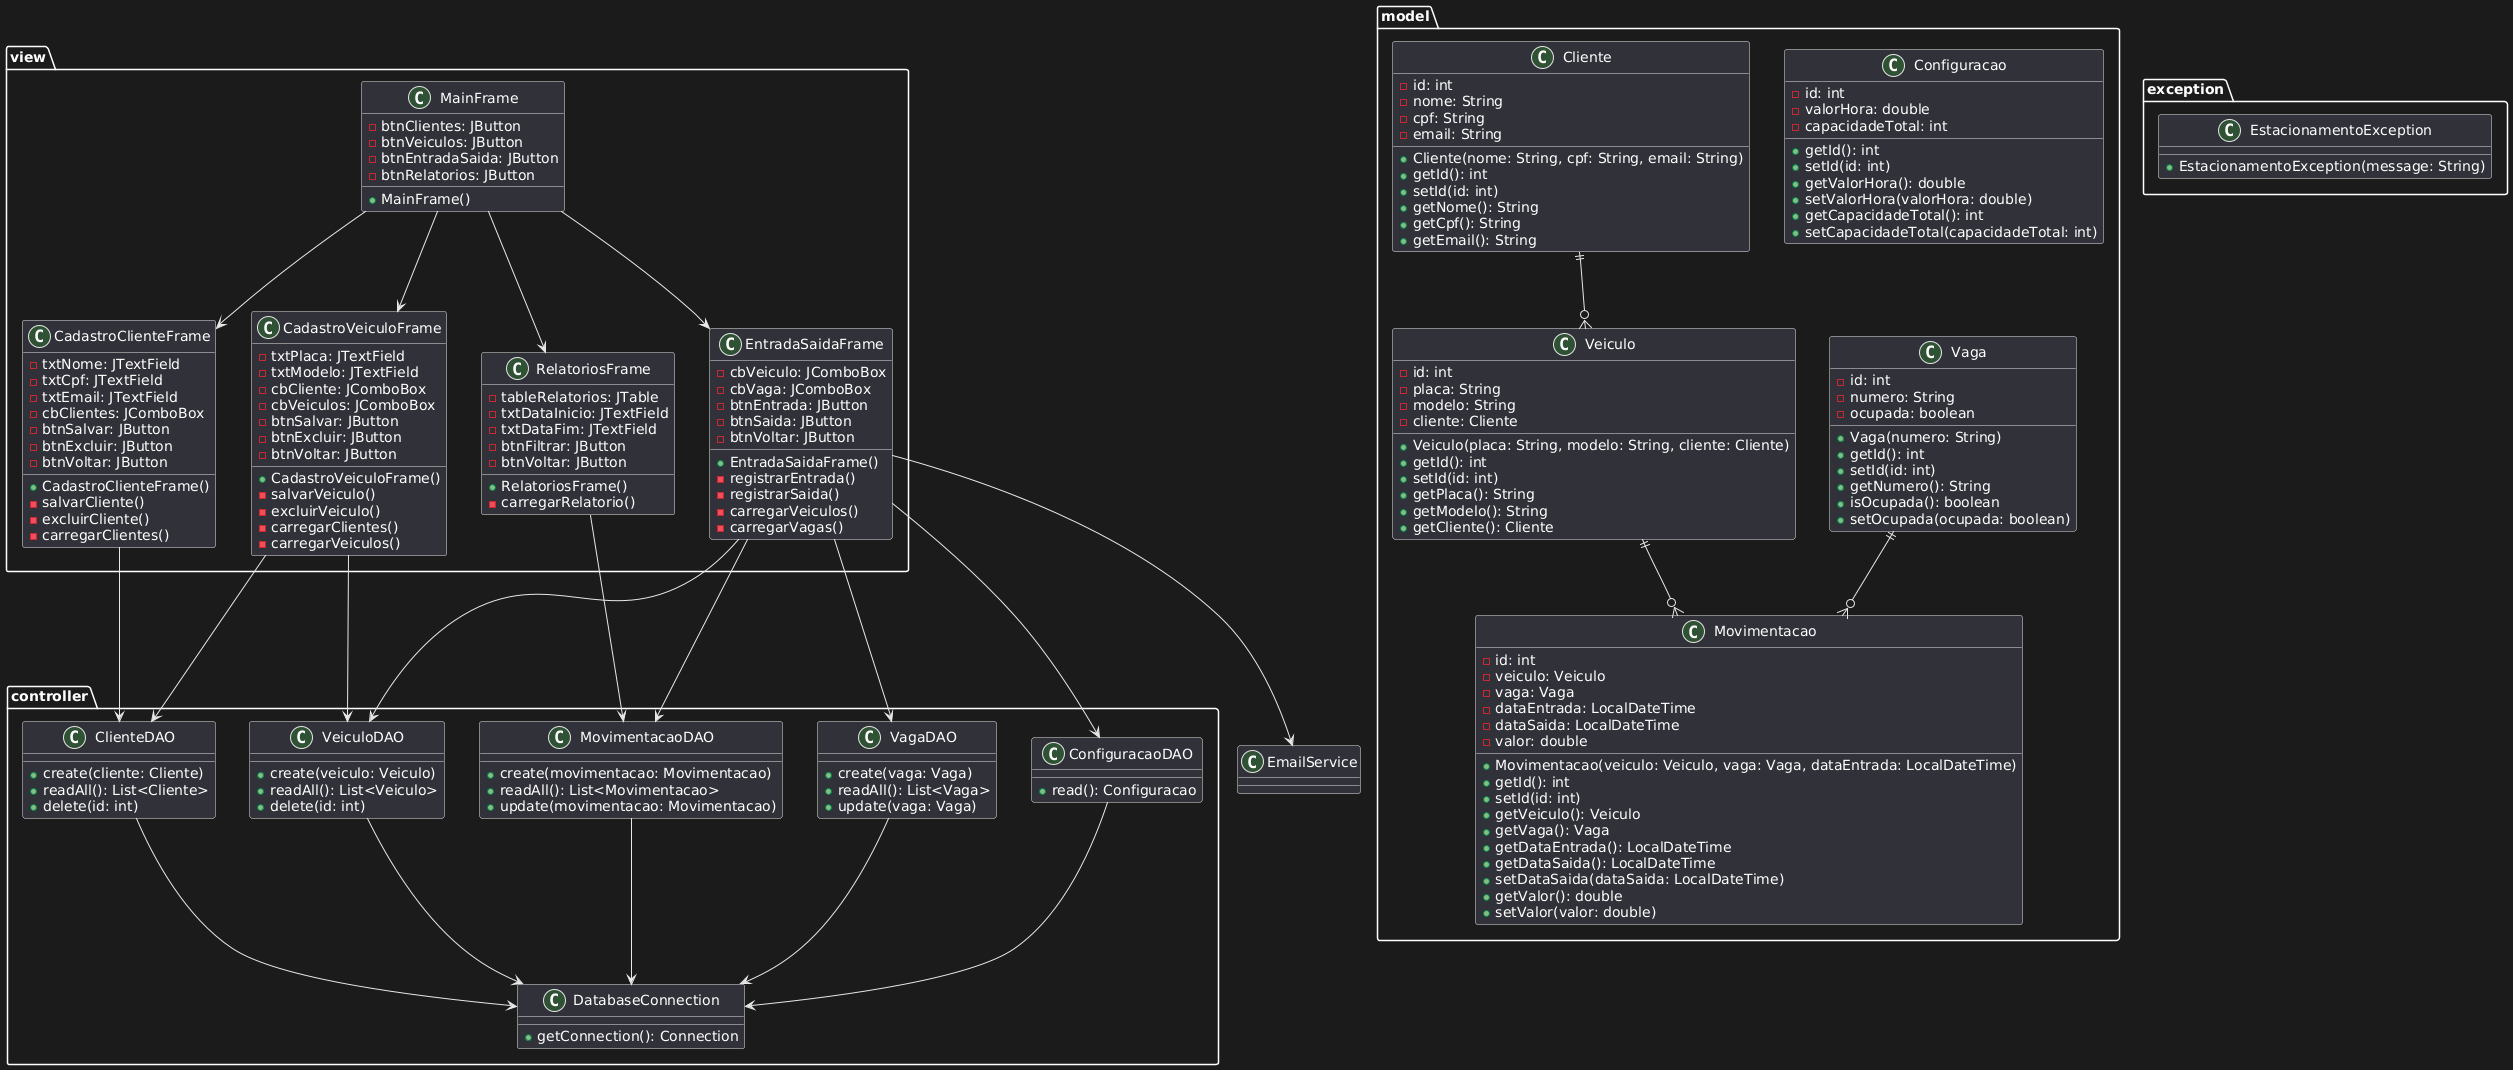 view
MainFrame
btnClientes: JButton
btnVeiculos: JButton
btnEntradaSaida: JButton
btnRelatorios: JButton
MainFrame()
CadastroClienteFrame
txtNome: JTextField
txtCpf: JTextField
txtEmail: JTextField
cbClientes: JComboBox
btnSalvar: JButton
btnExcluir: JButton
btnVoltar: JButton
CadastroClienteFrame()
salvarCliente()
excluirCliente()
carregarClientes()
CadastroVeiculoFrame
txtPlaca: JTextField
txtModelo: JTextField
cbCliente: JComboBox
cbVeiculos: JComboBox
btnSalvar: JButton
btnExcluir: JButton
btnVoltar: JButton
CadastroVeiculoFrame()
salvarVeiculo()
excluirVeiculo()
carregarClientes()
carregarVeiculos()
RelatoriosFrame
tableRelatorios: JTable
txtDataInicio: JTextField
txtDataFim: JTextField
btnFiltrar: JButton
btnVoltar: JButton
RelatoriosFrame()
carregarRelatorio()
EntradaSaidaFrame
cbVeiculo: JComboBox
cbVaga: JComboBox
btnEntrada: JButton
btnSaida: JButton
btnVoltar: JButton
EntradaSaidaFrame()
registrarEntrada()
registrarSaida()
carregarVeiculos()
carregarVagas()
controller
ClienteDAO
create(cliente: Cliente)
readAll(): List<Cliente>
delete(id: int)
VeiculoDAO
create(veiculo: Veiculo)
readAll(): List<Veiculo>
delete(id: int)
MovimentacaoDAO
create(movimentacao: Movimentacao)
readAll(): List<Movimentacao>
update(movimentacao: Movimentacao)
VagaDAO
create(vaga: Vaga)
readAll(): List<Vaga>
update(vaga: Vaga)
ConfiguracaoDAO
read(): Configuracao
DatabaseConnection
getConnection(): Connection
EmailService
model
Cliente
id: int
nome: String
cpf: String
email: String
Cliente(nome: String, cpf: String, email: String)
getId(): int
setId(id: int)
getNome(): String
getCpf(): String
getEmail(): String
Configuracao
id: int
valorHora: double
capacidadeTotal: int
getId(): int
setId(id: int)
getValorHora(): double
setValorHora(valorHora: double)
getCapacidadeTotal(): int
setCapacidadeTotal(capacidadeTotal: int)
Veiculo
id: int
placa: String
modelo: String
cliente: Cliente
Veiculo(placa: String, modelo: String, cliente: Cliente)
getId(): int
setId(id: int)
getPlaca(): String
getModelo(): String
getCliente(): Cliente
Vaga
id: int
numero: String
ocupada: boolean
Vaga(numero: String)
getId(): int
setId(id: int)
getNumero(): String
isOcupada(): boolean
setOcupada(ocupada: boolean)
Movimentacao
id: int
veiculo: Veiculo
vaga: Vaga
dataEntrada: LocalDateTime
dataSaida: LocalDateTime
valor: double
Movimentacao(veiculo: Veiculo, vaga: Vaga, dataEntrada: LocalDateTime)
getId(): int
setId(id: int)
getVeiculo(): Veiculo
getVaga(): Vaga
getDataEntrada(): LocalDateTime
getDataSaida(): LocalDateTime
setDataSaida(dataSaida: LocalDateTime)
getValor(): double
setValor(valor: double)
exception
EstacionamentoException
EstacionamentoException(message: String)